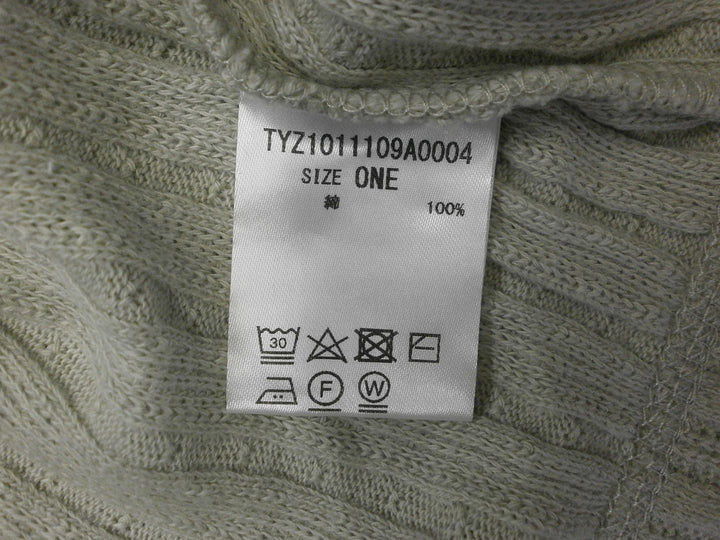 TYZ1011109A0004
SIZE ONE
綿 100%
30
F W